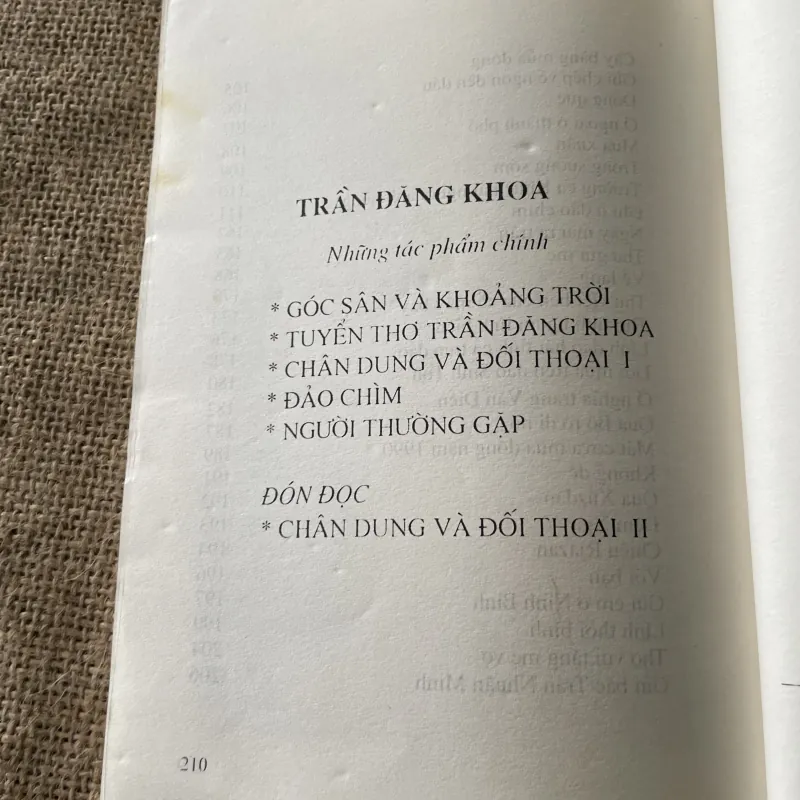 TRẦN ĐĂNG KHOA
Những tác phẩm chính
* GÓC SÂN VÀ KHOẢNG TRỜI
* TUYỂN THƠ TRẦN ĐĂNG KHOA
* CHÂN DUNG VÀ ĐỐI THOẠI I
* ĐẢO CHÌM
* NGƯỜI THƯỜNG GẶP
ĐÓN ĐỌC
* CHÂN DUNG VÀ ĐỐI THOẠI II
210